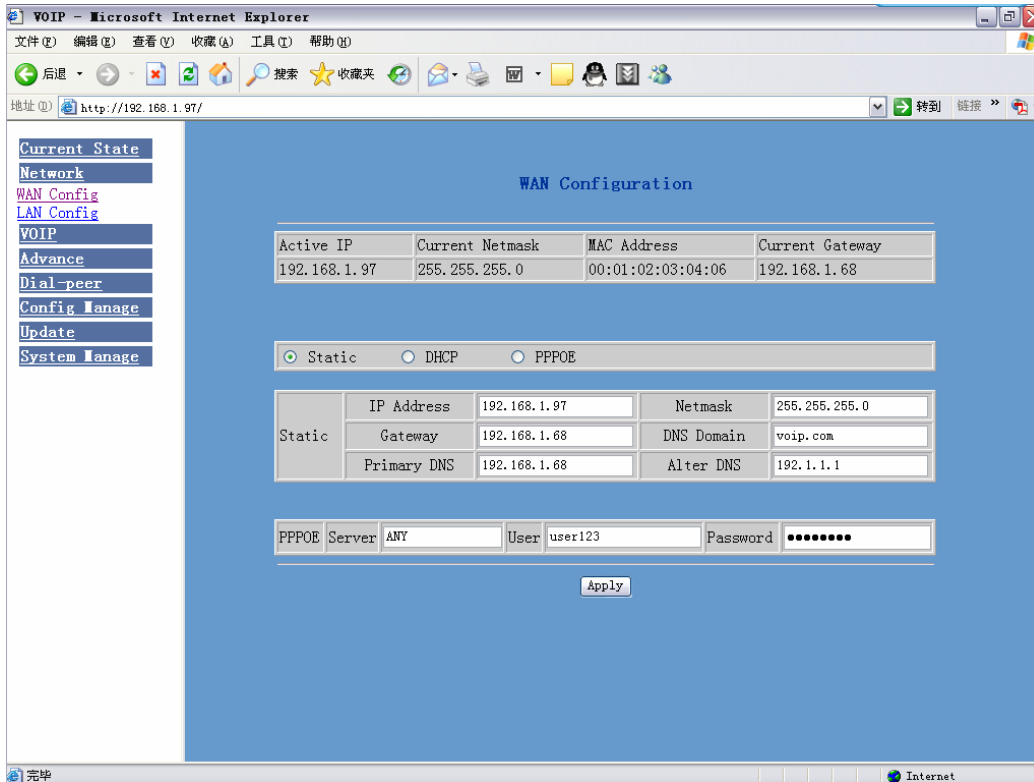 VOIP - Microsoft Internet Explorer
文件(F) 编辑(E) 查看(V) 收藏(A) 工具(T) 帮助(H)
后退 搜索 收藏夹
地址(D) http://192.168.1.97/ 转到 链接 »
Current State
Network
WAN Config
LAN Config
VOIP
Advance
Dial-peer
Config Manage
Update
System Manage
WAN Configuration
Active IP Current Netmask MAC Address Current Gateway
192.168.1.97 255.255.255.0 00:01:02:03:04:06 192.168.1.68
Static DHCP PPPOE
Static
IP Address 192.168.1.97 Netmask 255.255.255.0
Gateway 192.168.1.68 DNS Domain voip.com
Primary DNS 192.168.1.68 Alter DNS 192.1.1.1
PPPOE Server ANY User user123 Password ●●●●●●●●
Apply
完毕 Internet